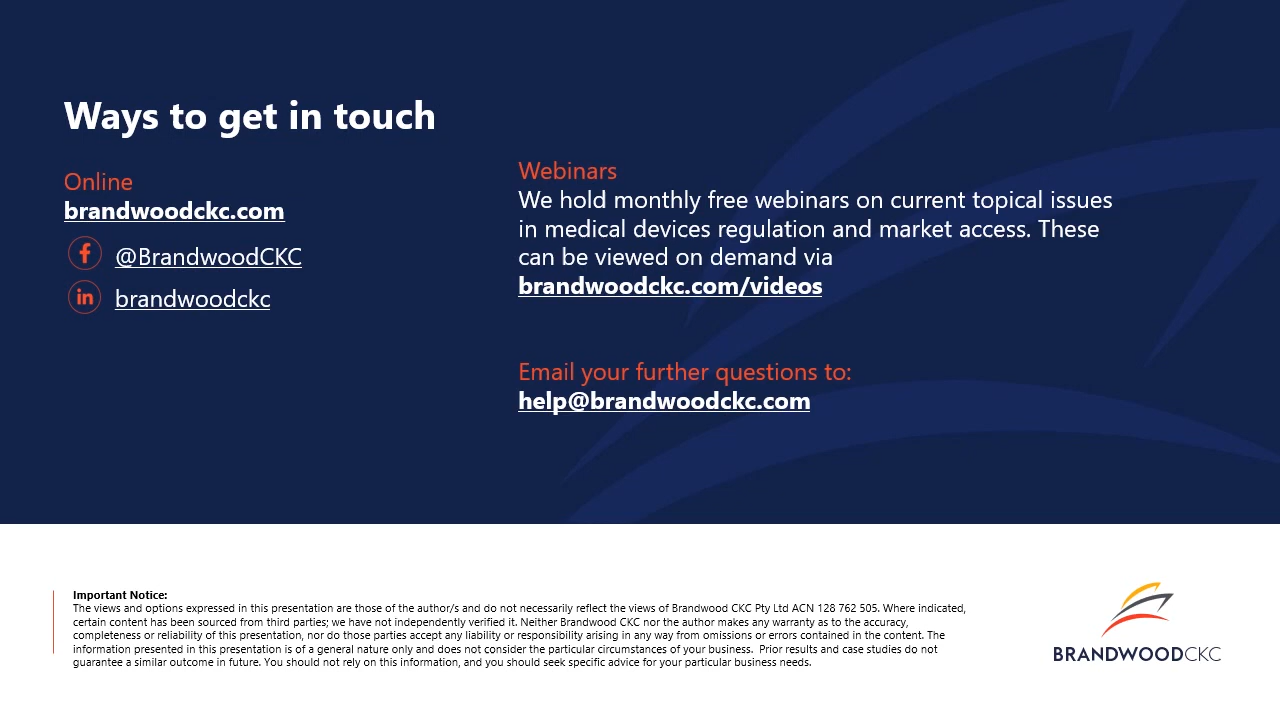 Ways to get in touch
Online
brandwoodckc.com
@BrandwoodCKC
brandwoodckc
Webinars
We hold monthly free webinars on current topical issues
in medical devices regulation and market access. These
can be viewed on demand via
brandwoodckc.com/videos
Email your further questions to:
help@brandwoodckc.com
Important Notice:
The views and options expressed in this presentation are those of the author/s and do not necessarily reflect the views of Brandwood CKC Pty Ltd ACN 128 762 505. Where indicated,
certain content has been sourced from third parties; we have not independently verified it. Neither Brandwood CKC nor the author makes any warranty as to the accuracy,
completeness or reliability of this presentation, nor do those parties accept any liability or responsibility arising in any way from omissions or errors contained in the content. The
information presented in this presentation is of a general nature only and does not consider the particular circumstances of your business.  Prior results and case studies do not
guarantee a similar outcome in future. You should not rely on this information, and you should seek specific advice for your particular business needs.
BRANDWOODCKC